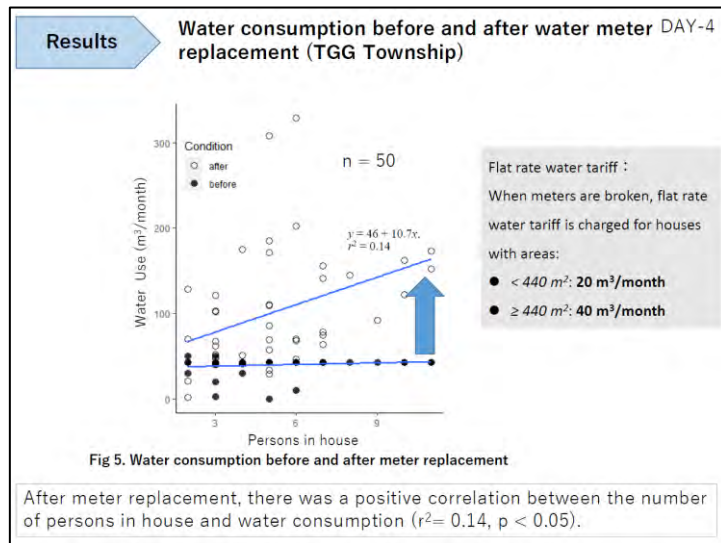 Results
Water consumption before and after water meter
replacement (TGG Township)
DAY-4
Condition
after
before
n = 50
y = 46 + 10.7x.
r² = 0.14
300
200
100
0
Water Use (m³/month)
3
6
9
Persons in house
Fig 5. Water consumption before and after meter replacement
Flat rate water tariff：
When meters are broken, flat rate
water tariff is charged for houses
with areas:
● < 440 m²: 20 m³/month
● ≥ 440 m²: 40 m³/month
After meter replacement, there was a positive correlation between the number
of persons in house and water consumption (r²= 0.14, p < 0.05).